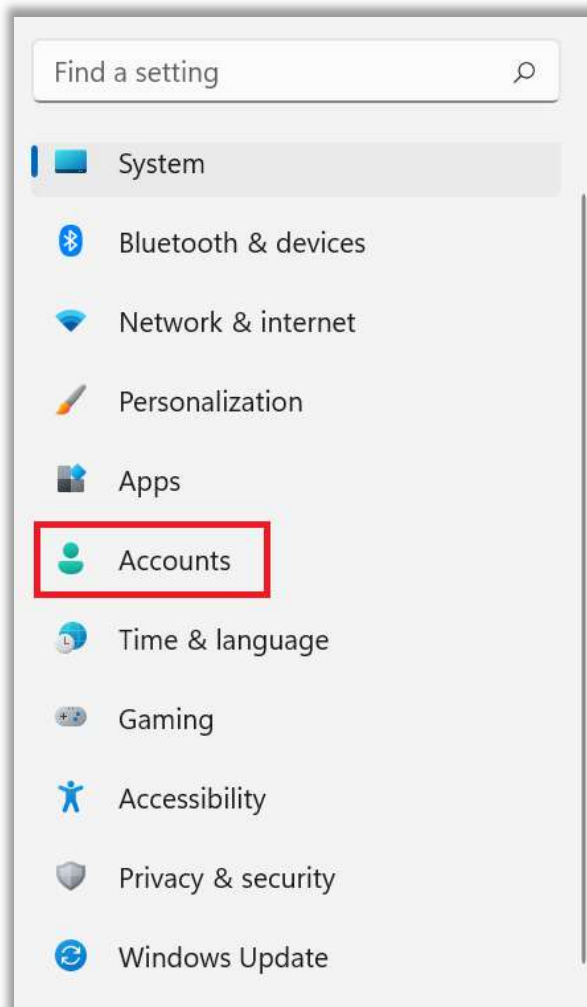 Find a setting
System
Bluetooth & devices
Network & internet
Personalization
Apps
Accounts
Time & language
Gaming
Accessibility
Privacy & security
Windows Update